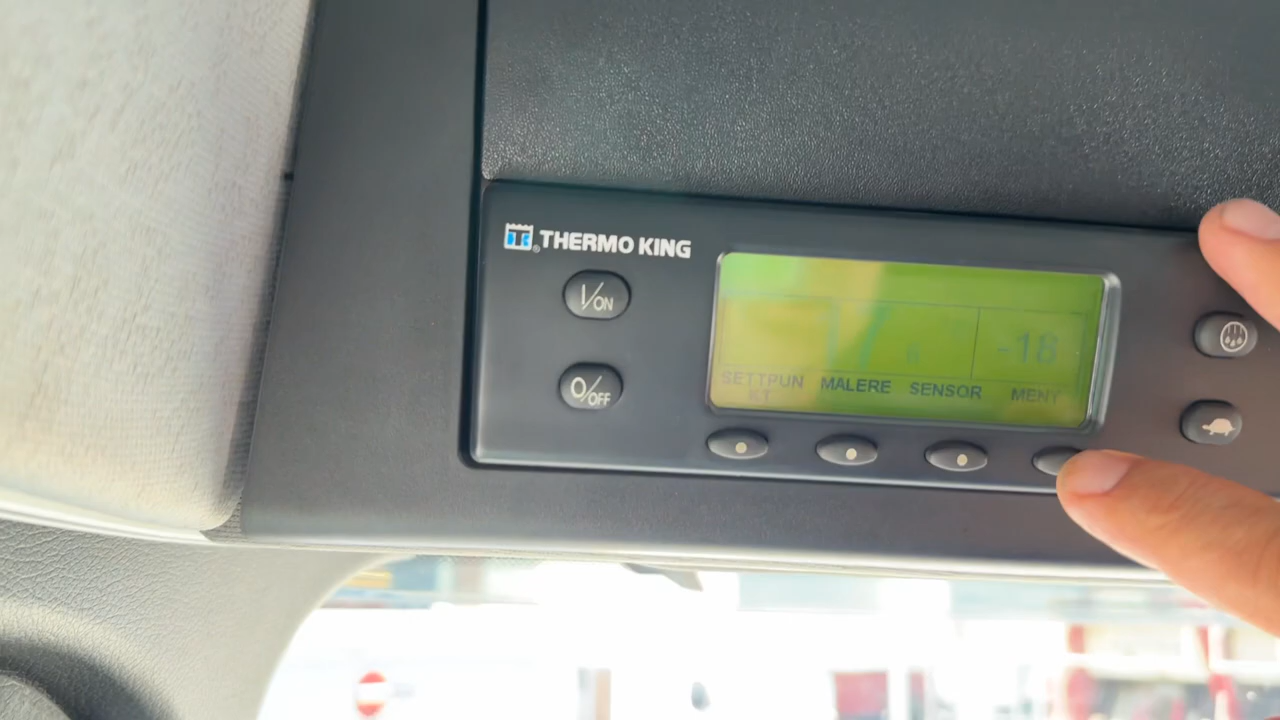 THERMO KING
I/ON
O/OFF
-18
SETTPUN
KT
MALERE
SENSOR
MENY